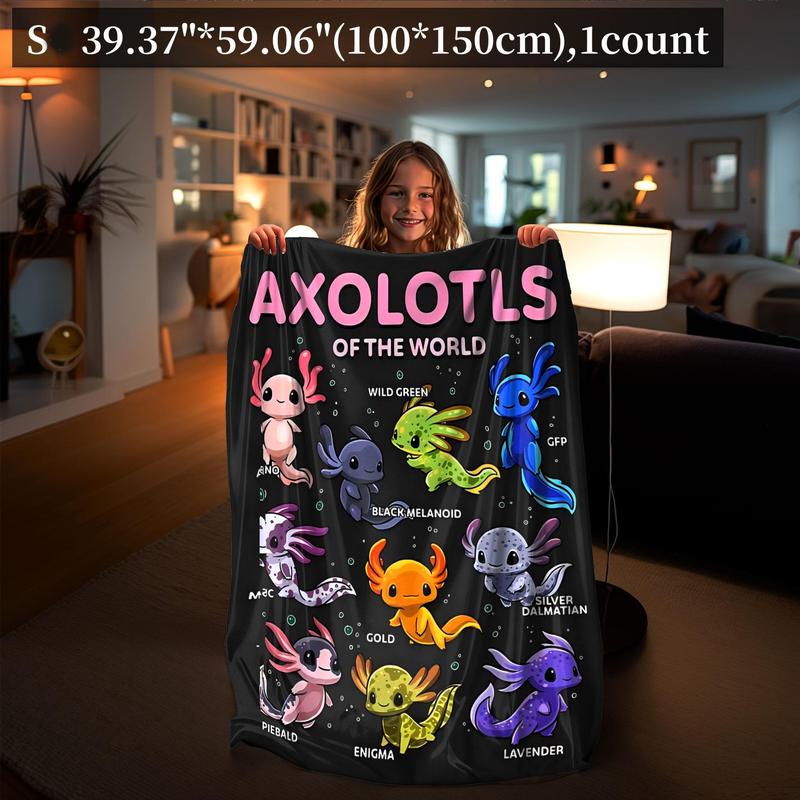 S 39.37"*59.06"(100*150cm),1count
AXOLOTLS
OF THE WORLD
WILD GREEN
GFP
BLACK MELANOID
SILVER
DALMATIAN
GOLD
PIEBALD
ENIGMA
LAVENDER